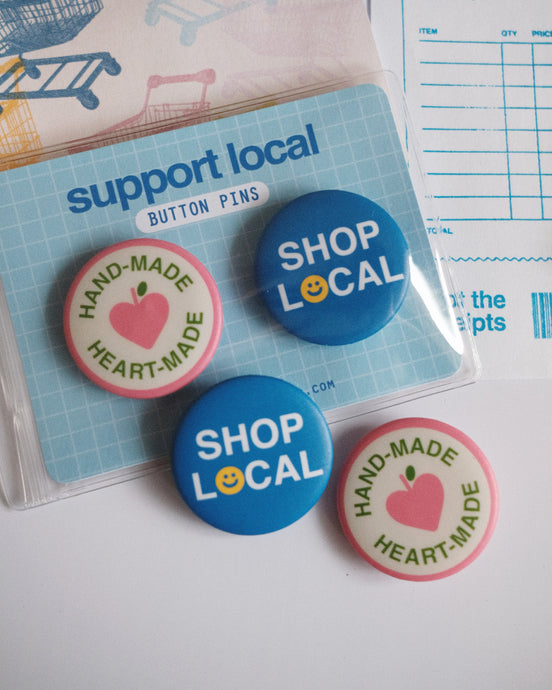 ITEM QTY PRICE
support local
BUTTON PINS
SHOP
LOCAL
HAND-MADE
HEART-MADE
the
.COM
SHOP
LOCAL
HAND-MADE
HEART-MADE